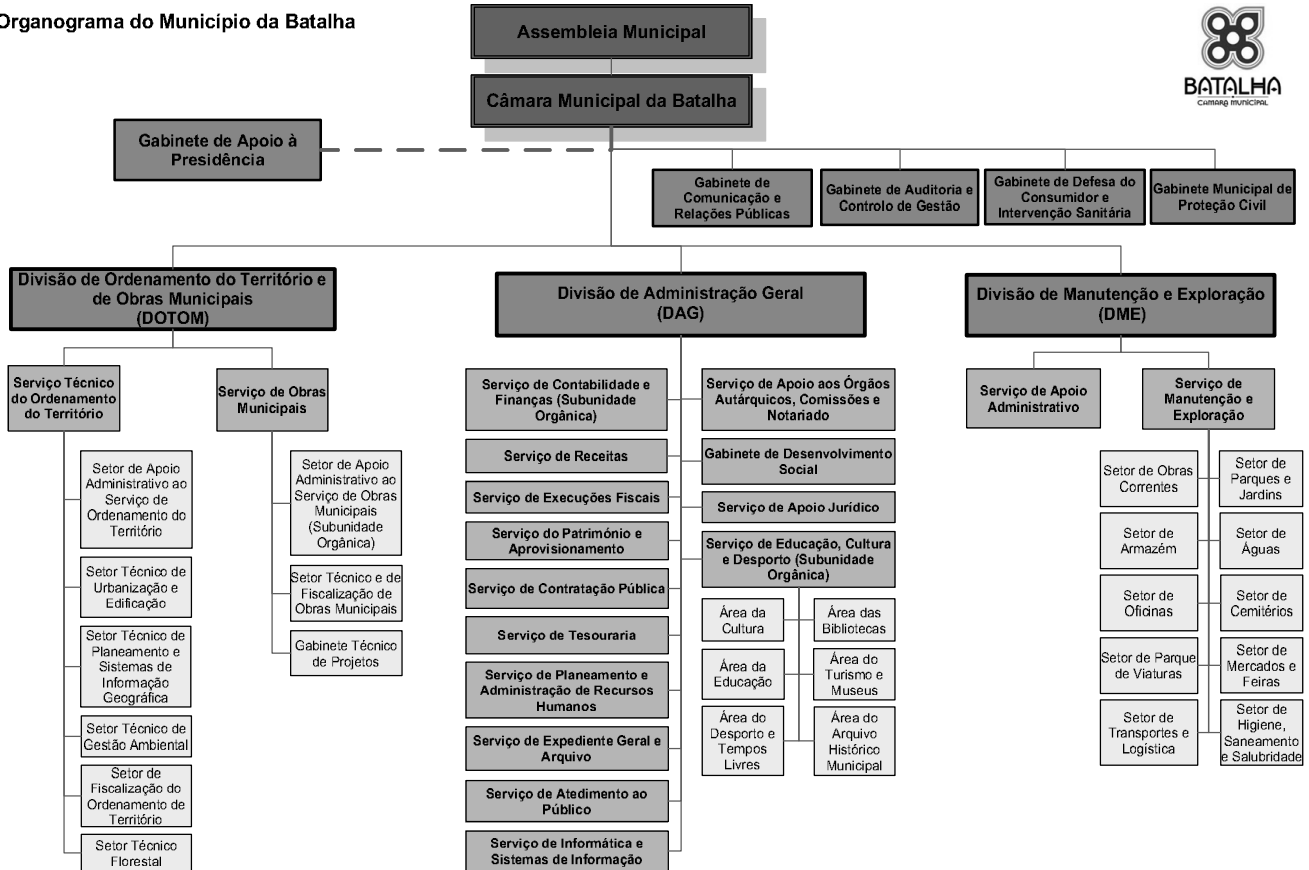 Organograma do Município da Batalha
Assembleia Municipal
Câmara Municipal da Batalha
BATALHA
CÂMARA MUNICIPAL
Gabinete de Apoio à
Presidência
Gabinete de
Comunicação e
Relações Públicas
Gabinete de Auditoria e
Controlo de Gestão
Gabinete de Defesa do
Consumidor e
Intervenção Sanitária
Gabinete Municipal de
Proteção Civil
Divisão de Ordenamento do Território e
de Obras Municipais
(DOTOM)
Divisão de Administração Geral
(DAG)
Divisão de Manutenção e Exploração
(DME)
Serviço Técnico
do Ordenamento
do Território
Serviço de Obras
Municipais
Setor de Apoio
Administrativo ao
Serviço de
Ordenamento do
Território
Setor Técnico de
Urbanização e
Edificação
Setor Técnico de
Planeamento e
Sistemas de
Informação
Geográfica
Setor Técnico de
Gestão Ambiental
Setor de
Fiscalização do
Ordenamento de
Território
Setor Técnico
Florestal
Setor de Apoio
Administrativo ao
Serviço de Obras
Municipais
(Subunidade
Orgânica)
Setor Técnico e de
Fiscalização de
Obras Municipais
Gabinete Técnico
de Projetos
Serviço de Contabilidade e
Finanças (Subunidade
Orgânica)
Serviço de Receitas
Serviço de Execuções Fiscais
Serviço do Património e
Aprovisionamento
Serviço de Contratação Pública
Serviço de Tesouraria
Serviço de Planeamento e
Administração de Recursos
Humanos
Serviço de Expediente Geral e
Arquivo
Serviço de Atedimento ao
Público
Serviço de Informática e
Sistemas de Informação
Serviço de Apoio aos Órgãos
Autárquicos, Comissões e
Notariado
Gabinete de Desenvolvimento
Social
Serviço de Apoio Jurídico
Serviço de Educação, Cultura
e Desporto (Subunidade
Orgânica)
Área da
Cultura
Área das
Bibliotecas
Área da
Educação
Área do
Turismo e
Museus
Área do
Desporto e
Tempos
Livres
Área do
Arquivo
Histórico
Municipal
Serviço de Apoio
Administrativo
Serviço de
Manutenção e
Exploração
Setor de Obras
Correntes
Setor de
Parques e
Jardins
Setor de
Armazém
Setor de
Águas
Setor de
Oficinas
Setor de
Cemitérios
Setor de Parque
de Viaturas
Setor de
Mercados e
Feiras
Setor de
Transportes e
Logística
Setor de
Higiene,
Saneamento
e Salubridade